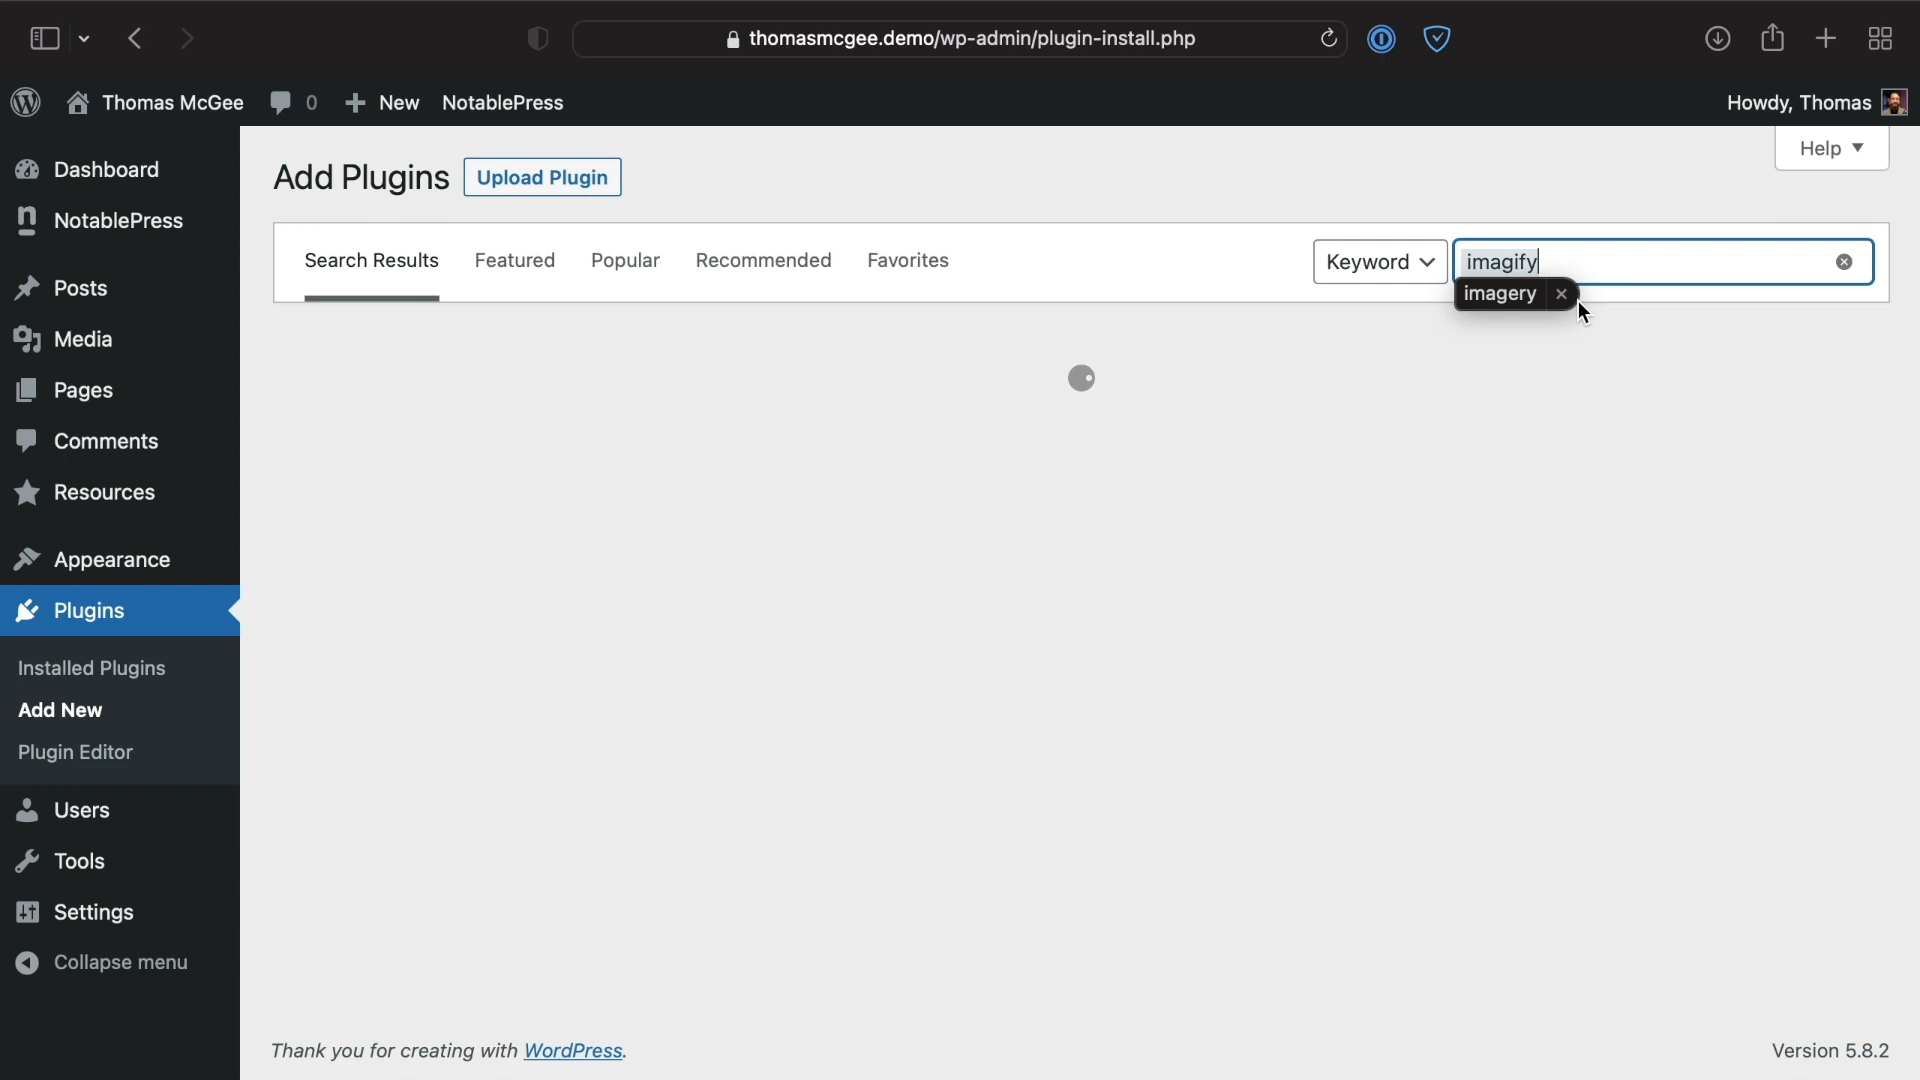 thomasmcgee.demo/wp-admin/plugin-install.php
Thomas McGee 0 New NotablePress Howdy, Thomas
Help
Add Plugins Upload Plugin
Search Results Featured Popular Recommended Favorites Keyword imagify
imagery
Dashboard
NotablePress
Posts
Media
Pages
Comments
Resources
Appearance
Plugins
Installed Plugins
Add New
Plugin Editor
Users
Tools
Settings
Collapse menu
Thank you for creating with WordPress. Version 5.8.2